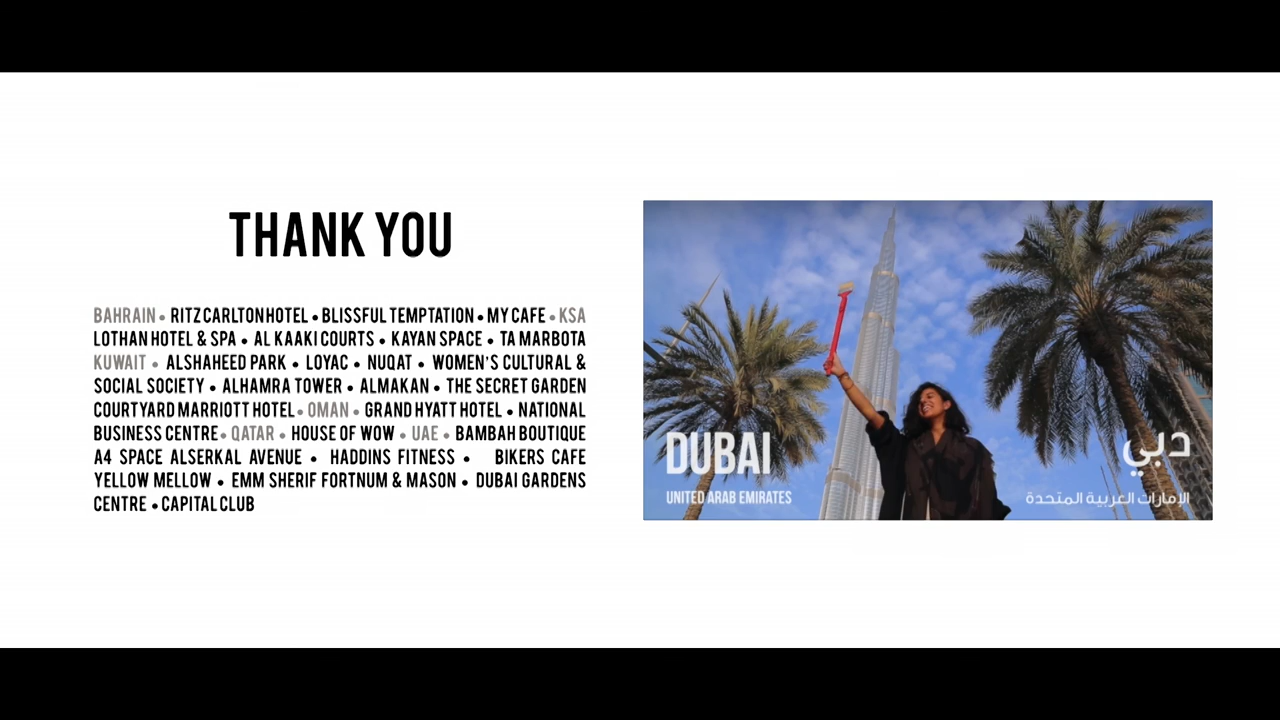 THANK YOU
BAHRAIN • RITZ CARLTON HOTEL • BLISSFUL TEMPTATION • MY CAFE • KSA
LOTHAN HOTEL & SPA • AL KAAKI COURTS • KAYAN SPACE • TA MARBOTA
KUWAIT • ALSHAHEED PARK • LOYAC • NUQAT • WOMEN'S CULTURAL &
SOCIAL SOCIETY • ALHAMRA TOWER • ALMAKAN • THE SECRET GARDEN
COURTYARD MARRIOTT HOTEL • OMAN • GRAND HYATT HOTEL • NATIONAL
BUSINESS CENTRE • QATAR • HOUSE OF WOW • UAE • BAMBAH BOUTIQUE
A4 SPACE ALSERKAL AVENUE • HADDINS FITNESS • BIKERS CAFE
YELLOW MELLOW • EMM SHERIF FORTNUM & MASON • DUBAI GARDENS
CENTRE • CAPITAL CLUB
DUBAI
UNITED ARAB EMIRATES
دبي
الإمارات العربية المتحدة